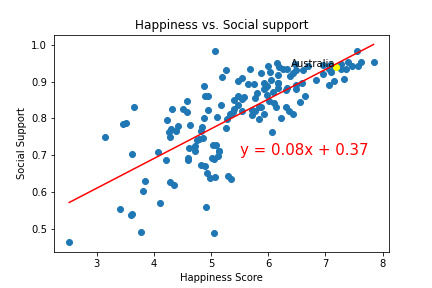 Happiness vs. Social support
1.0
0.9
0.8
0.7
0.6
0.5
Social Support
Australia
y = 0.08x + 0.37
3 4 5 6 7 8
Happiness Score